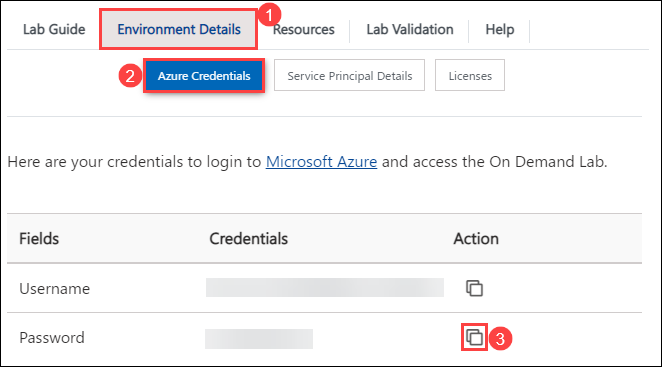 1
Lab Guide Environment Details Resources Lab Validation Help
2 Azure Credentials Service Principal Details Licenses
Here are your credentials to login to Microsoft Azure and access the On Demand Lab.
Fields Credentials Action
Username
Password 3